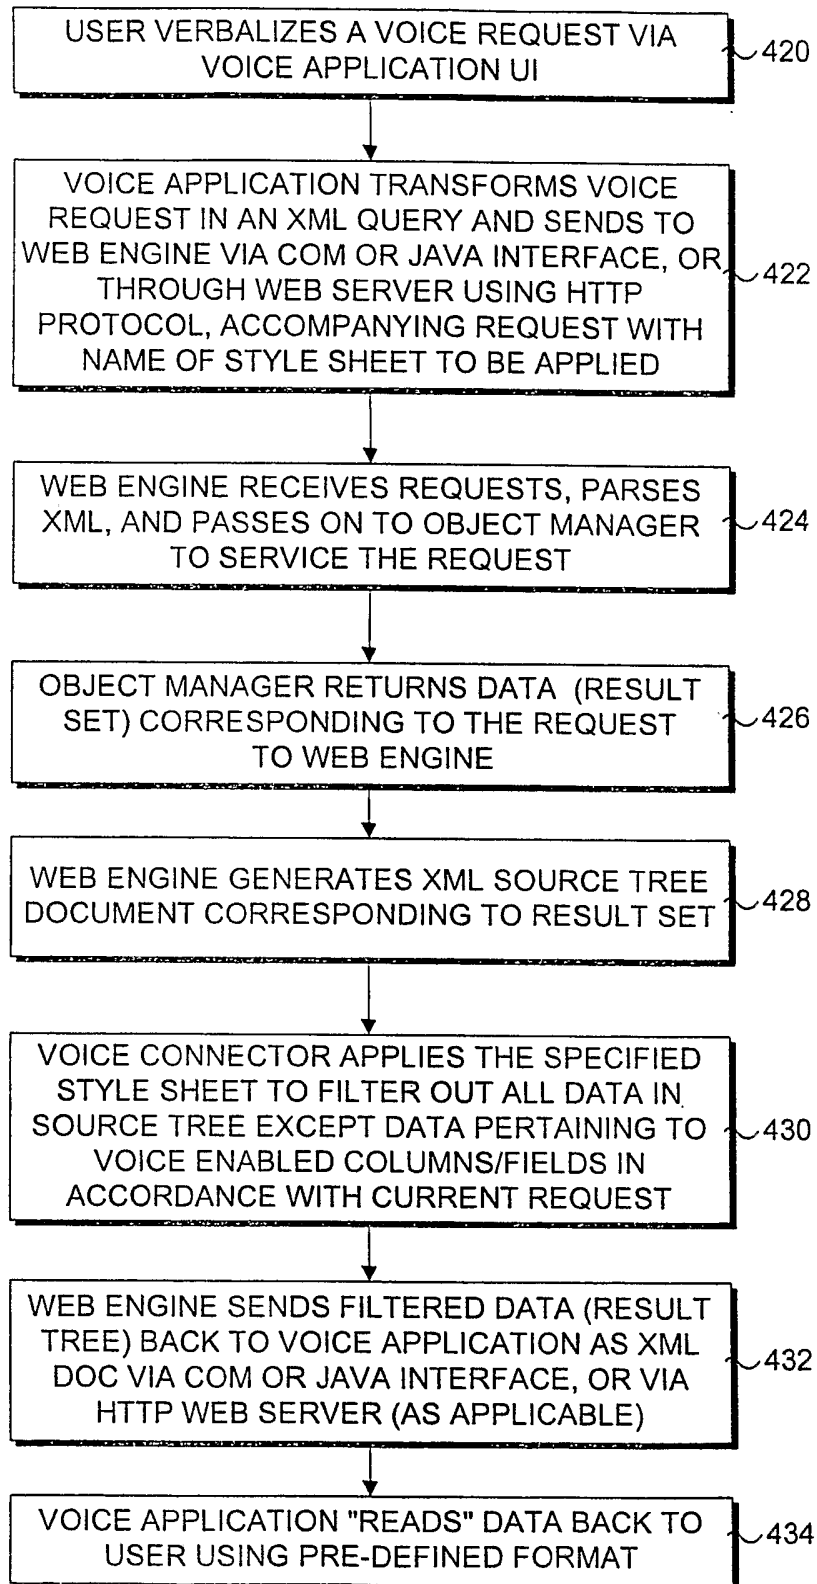 USER VERBALIZES A VOICE REQUEST VIA
VOICE APPLICATION UI
420
VOICE APPLICATION TRANSFORMS VOICE
REQUEST IN AN XML QUERY AND SENDS TO
WEB ENGINE VIA COM OR JAVA INTERFACE, OR
THROUGH WEB SERVER USING HTTP
PROTOCOL, ACCOMPANYING REQUEST WITH
NAME OF STYLE SHEET TO BE APPLIED
422
WEB ENGINE RECEIVES REQUESTS, PARSES
XML, AND PASSES ON TO OBJECT MANAGER
TO SERVICE THE REQUEST
424
OBJECT MANAGER RETURNS DATA (RESULT
SET) CORRESPONDING TO THE REQUEST
TO WEB ENGINE
426
WEB ENGINE GENERATES XML SOURCE TREE
DOCUMENT CORRESPONDING TO RESULT SET
428
VOICE CONNECTOR APPLIES THE SPECIFIED
STYLE SHEET TO FILTER OUT ALL DATA IN
SOURCE TREE EXCEPT DATA PERTAINING TO
VOICE ENABLED COLUMNS/FIELDS IN
ACCORDANCE WITH CURRENT REQUEST
430
WEB ENGINE SENDS FILTERED DATA (RESULT
TREE) BACK TO VOICE APPLICATION AS XML
DOC VIA COM OR JAVA INTERFACE, OR VIA
HTTP WEB SERVER (AS APPLICABLE)
432
VOICE APPLICATION "READS" DATA BACK TO
USER USING PRE-DEFINED FORMAT
434